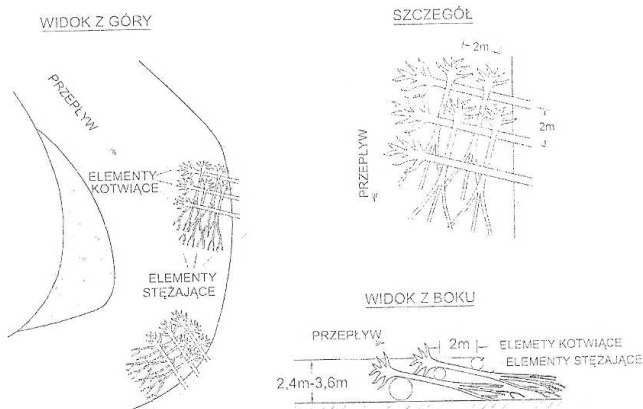 WIDOK Z GÓRY
PRZEPŁYW
ELEMENTY
KOTWIĄCE
ELEMENTY
STĘŻAJĄCE
SZCZEGÓŁ
2m
2m
PRZEPŁYW
WIDOK Z BOKU
PRZEPŁYW
2m
ELEMETY KOTWIĄCE
ELEMENTY STĘŻAJĄCE
2,4m-3,6m